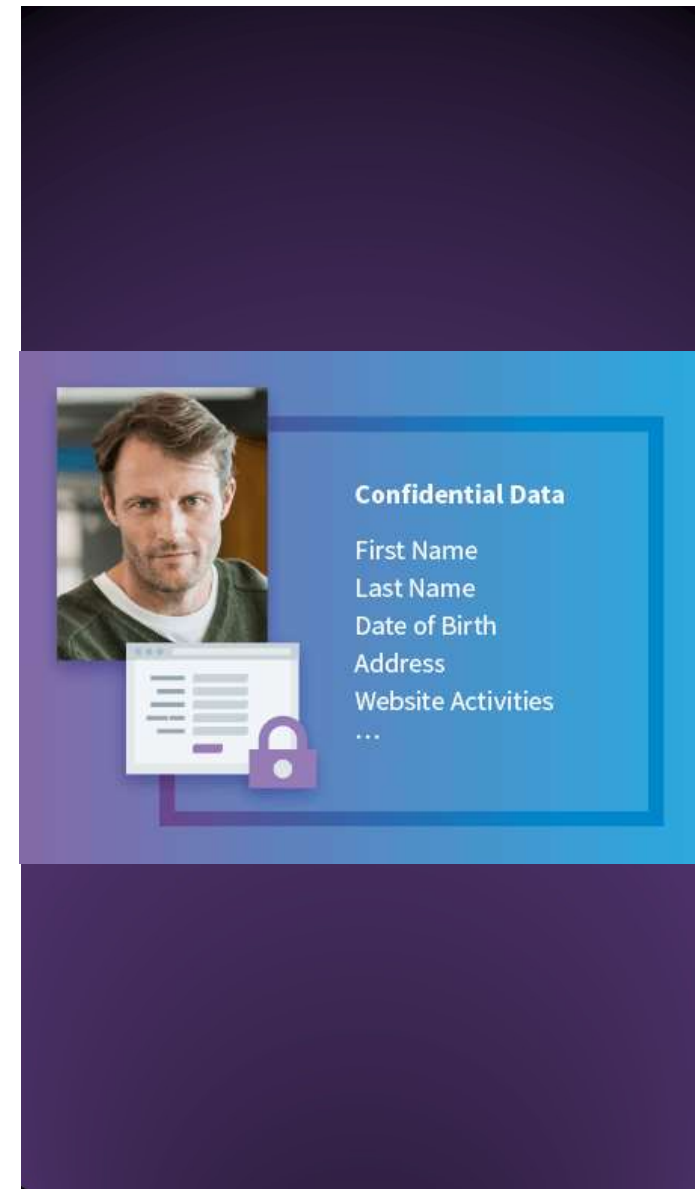 Confidential Data
First Name
Last Name
Date of Birth
Address
Website Activities
...